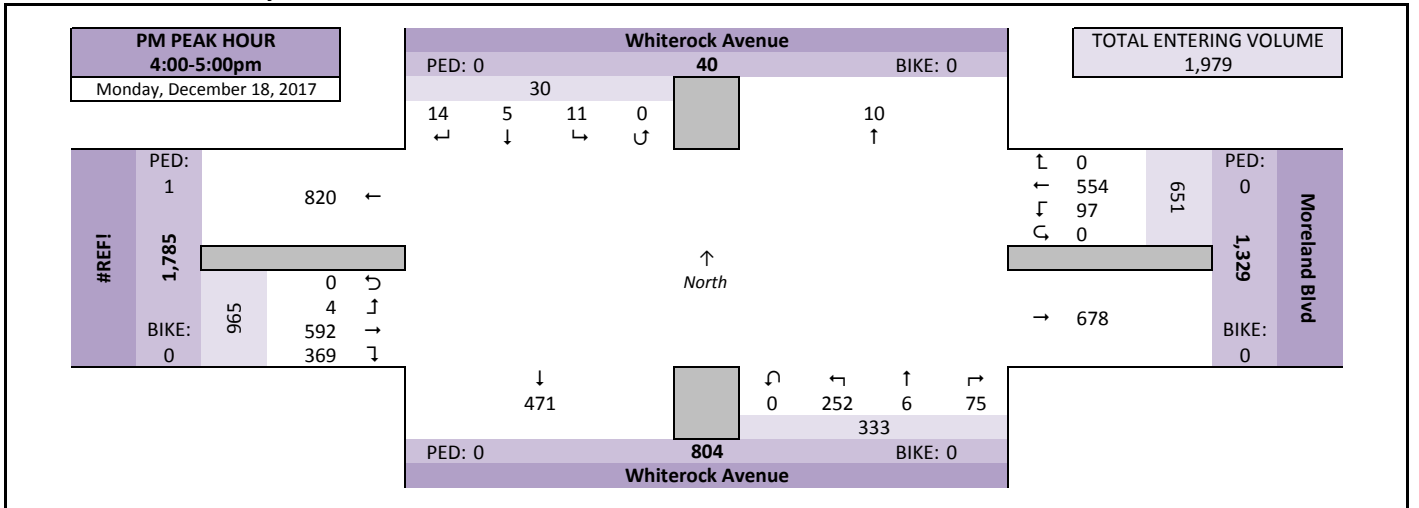 PM PEAK HOUR
4:00-5:00pm
Monday, December 18, 2017
Whiterock Avenue
PED: 0 40 BIKE: 0
30
14 5 11 0 10
↵ ↓ ↳ ↺ ↑
TOTAL ENTERING VOLUME
1,979
#REF!
PED:
1
1,785
BIKE:
0
965
820 ←
0 ⮌
4 ⮥
592 →
369 ⮧
↑
North
↑ 0
← 554
↓ 97
⮎ 0
651
→ 678
PED:
0
1,329
BIKE:
0
Moreland Blvd
↓
471
∩ ↰ ↑ ↱
0 252 6 75
333
PED: 0 804 BIKE: 0
Whiterock Avenue